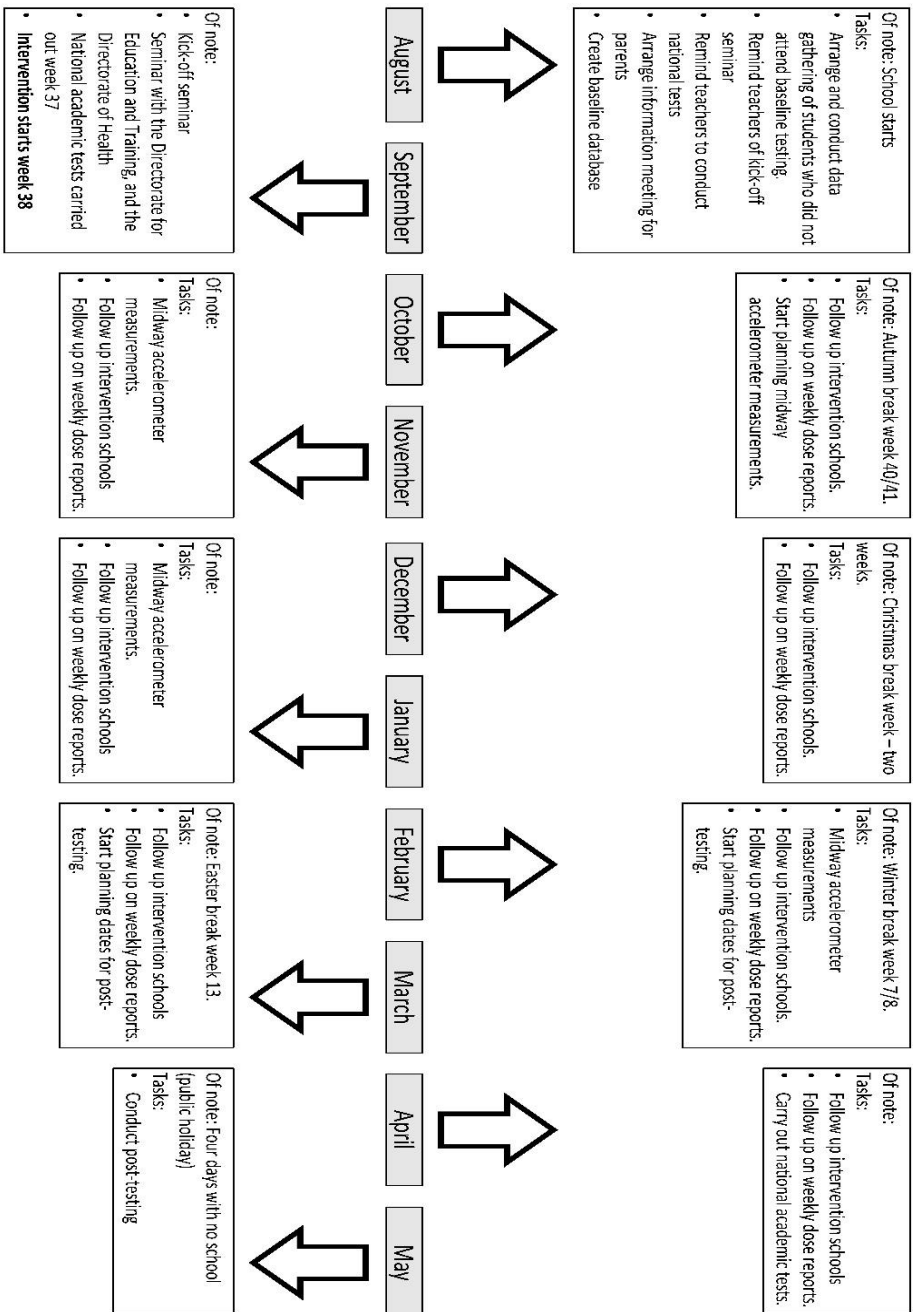 Of note: School starts
Tasks:
• Arrange and conduct data
gathering of students who did not
attend baseline testing.
• Remind teachers of kick-off
seminar
• Remind teachers to conduct
national tests
• Arrange information meeting for
parents
• Create baseline database
Of note: Autumn break week 40/41.
Tasks:
• Follow up intervention schools.
• Follow up on weekly dose reports.
• Start planning midway
accelerometer measurements.
Of note: Christmas break week – two
weeks.
Tasks:
• Follow up intervention schools.
• Follow up on weekly dose reports.
Of note: Winter break week 7/8.
Tasks:
• Midway accelerometer
measurements
• Follow up intervention schools.
• Follow up on weekly dose reports.
• Start planning dates for post-
testing.
Of note:
Tasks:
• Follow up intervention schools
• Follow up on weekly dose reports.
• Carry out national academic tests.
August
September
October
November
December
January
February
March
April
May
Of note:
• Kick-off seminar
• Seminar with the Directorate for
Education and Training, and the
Directorate of Health
• National academic tests carried
out week 37
• Intervention starts week 38
Of note:
Tasks:
• Midway accelerometer
measurements.
• Follow up intervention schools
• Follow up on weekly dose reports.
Of note:
Tasks:
• Midway accelerometer
measurements.
• Follow up intervention schools
• Follow up on weekly dose reports.
Of note: Easter break week 13.
Tasks:
• Follow up intervention schools
• Follow up on weekly dose reports.
• Start planning dates for post-
testing.
Of note: Four days with no school
(public holiday)
Tasks:
• Conduct post-testing